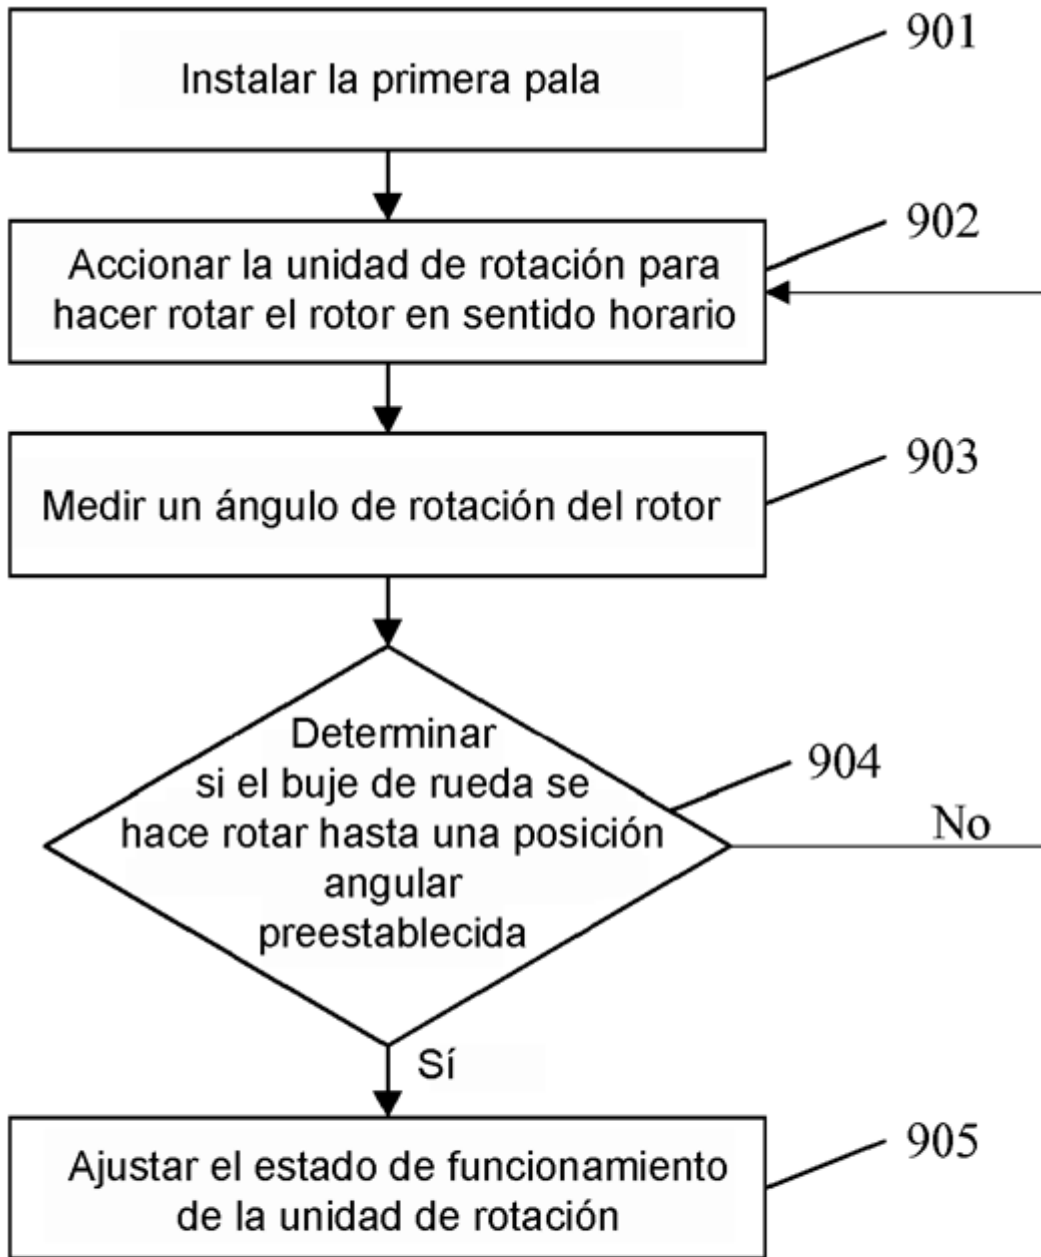 Instalar la primera pala
901
Accionar la unidad de rotación para
hacer rotar el rotor en sentido horario
902
Medir un ángulo de rotación del rotor
903
Determinar
si el buje de rueda se
hace rotar hasta una posición
angular
preestablecida
904
No
Sí
Ajustar el estado de funcionamiento
de la unidad de rotación
905